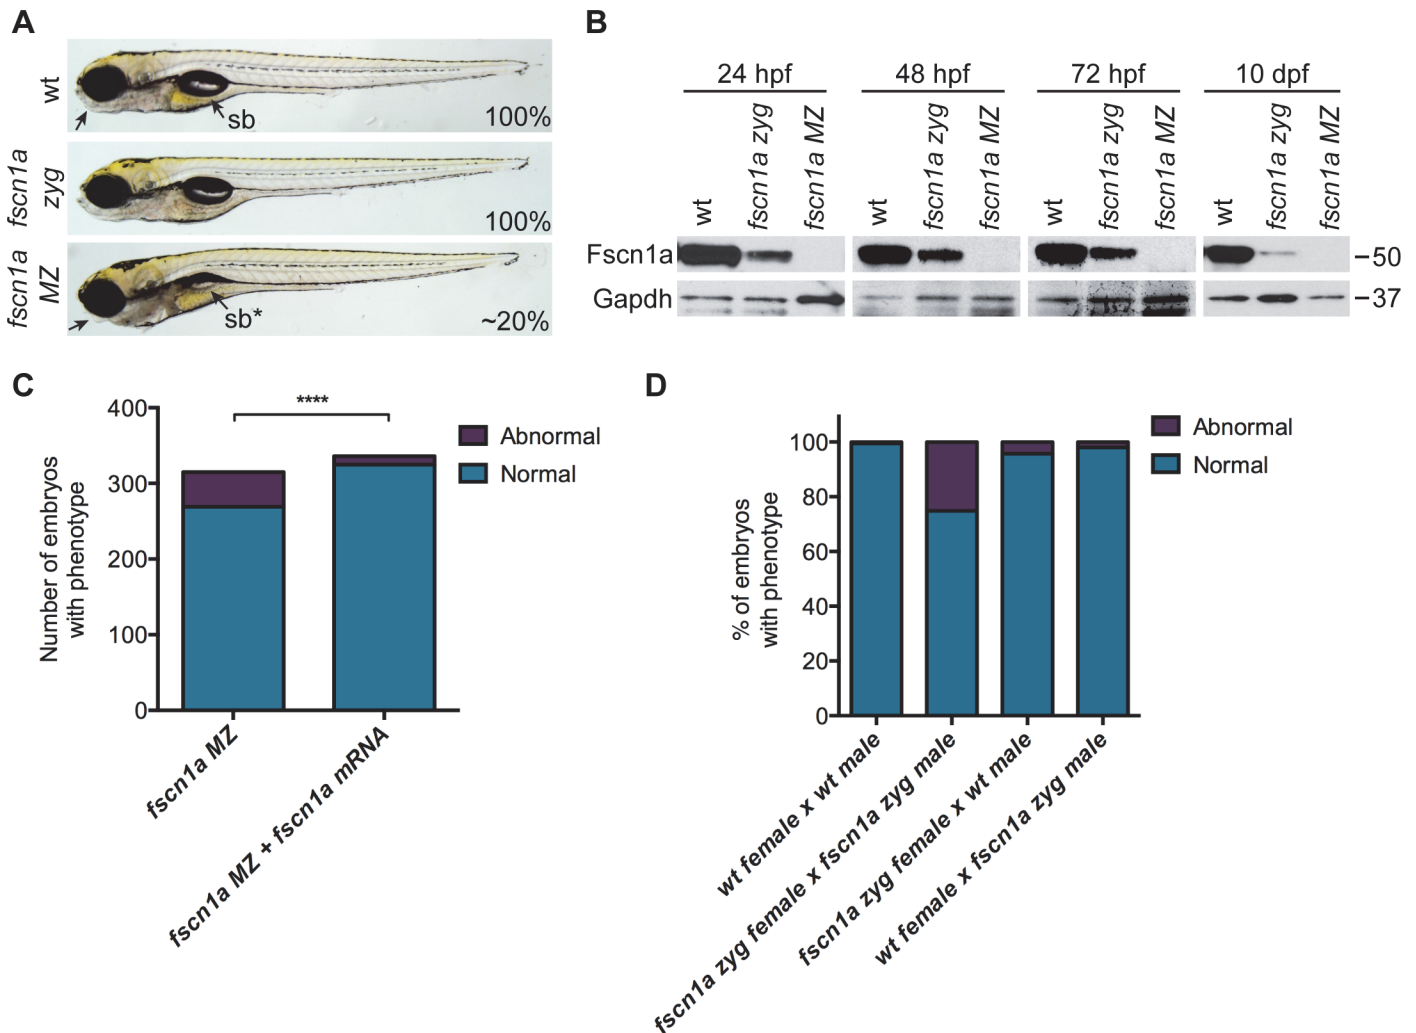 A
wt
sb
100%
fscn1a
zyg
100%
fscn1a
MZ
sb*
~20%
B
24 hpf
48 hpf
72 hpf
10 dpf
wt
fscn1a zyg
fscn1a MZ
wt
fscn1a zyg
fscn1a MZ
wt
fscn1a zyg
fscn1a MZ
wt
fscn1a zyg
fscn1a MZ
Fscn1a
50
Gapdh
37
C
Number of embryos
with phenotype
400
300
200
100
0
****
Abnormal
Normal
fscn1a MZ
fscn1a MZ + fscn1a mRNA
D
% of embryos
with phenotype
100
80
60
40
20
0
Abnormal
Normal
wt female x wt male
fscn1a zyg female x fscn1a zyg male
fscn1a zyg female x wt male
wt female x fscn1a zyg male